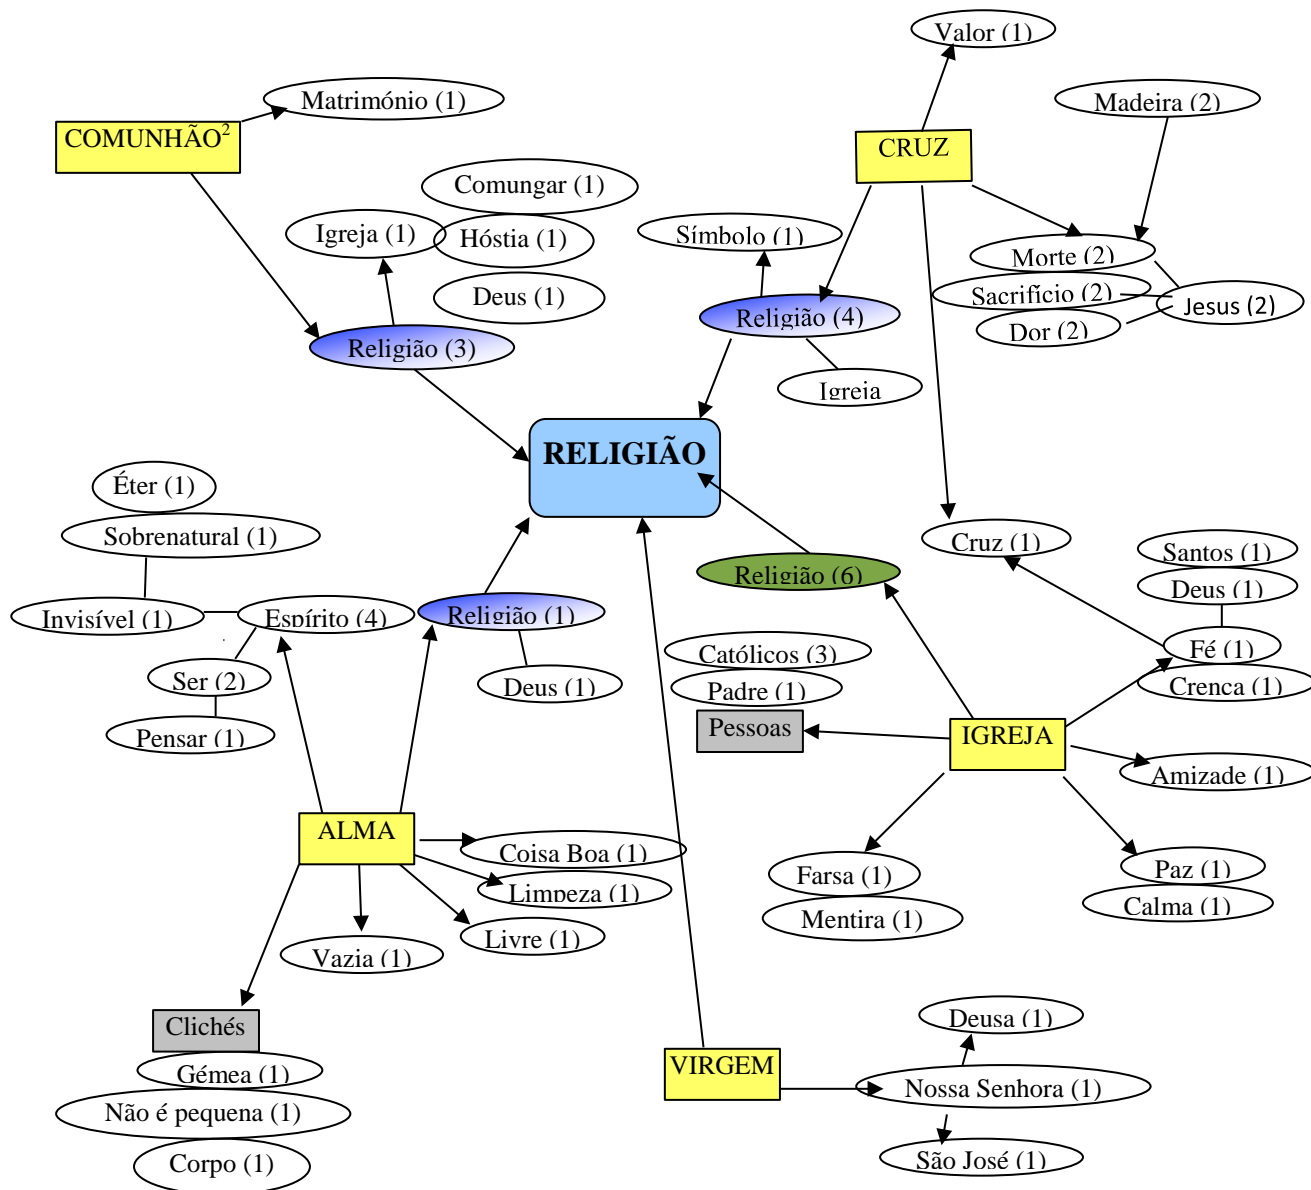 Valor (1)
Matrimónio (1)
Madeira (2)
COMUNHÃO²
CRUZ
Comungar (1)
Igreja (1)
Hóstia (1)
Símbolo (1)
Morte (2)
Deus (1)
Sacrifício (2)
Jesus (2)
Religião (3)
Religião (4)
Dor (2)
Igreja
RELIGIÃO
Éter (1)
Sobrenatural (1)
Cruz (1)
Santos (1)
Religião (6)
Deus (1)
Invisível (1)
Espírito (4)
Religião (1)
Fé (1)
Católicos (3)
Ser (2)
Deus (1)
Padre (1)
Crenca (1)
Pensar (1)
Pessoas
IGREJA
Amizade (1)
ALMA
Coisa Boa (1)
Farsa (1)
Paz (1)
Limpeza (1)
Mentira (1)
Calma (1)
Livre (1)
Vazia (1)
Clichés
Deusa (1)
Gémea (1)
VIRGEM
Nossa Senhora (1)
Não é pequena (1)
Corpo (1)
São José (1)